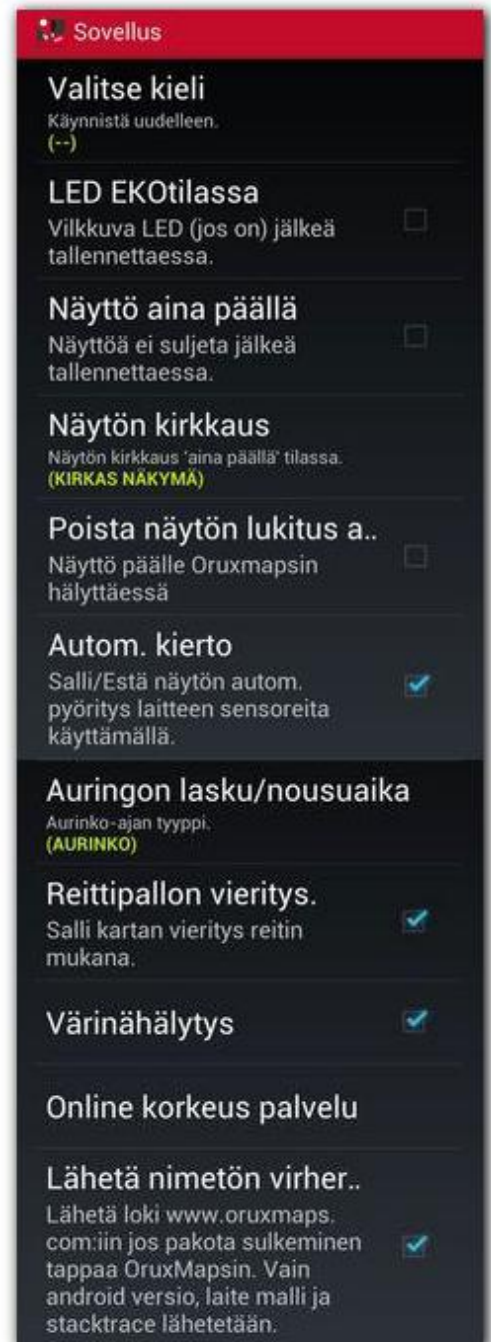 Sovellus
Valitse kieli
Käynnistä uudelleen.
(--)
LED EKOtilassa
Vilkkuva LED (jos on) jälkeä
tallennettaessa.
Näyttö aina päällä
Näyttöä ei suljeta jälkeä
tallennettaessa.
Näytön kirkkaus
Näytön kirkkaus 'aina päällä' tilassa.
(KIRKAS NÄKYMÄ)
Poista näytön lukitus a..
Näyttö päälle Oruxmapsin
hälyttäessä
Autom. kierto
Salli/Estä näytön autom.
pyöritys laitteen sensoreita
käyttämällä.
Auringon lasku/nousuaika
Aurinko-ajan tyyppi.
(AURINKO)
Reittipallon vieritys.
Salli kartan vieritys reitin
mukana.
Värinähälytys
Online korkeus palvelu
Lähetä nimetön virher..
Lähetä loki www.oruxmaps.
com:iin jos pakota sulkeminen
tappaa OruxMapsin. Vain
android versio, laite malli ja
stacktrace lähetetään.